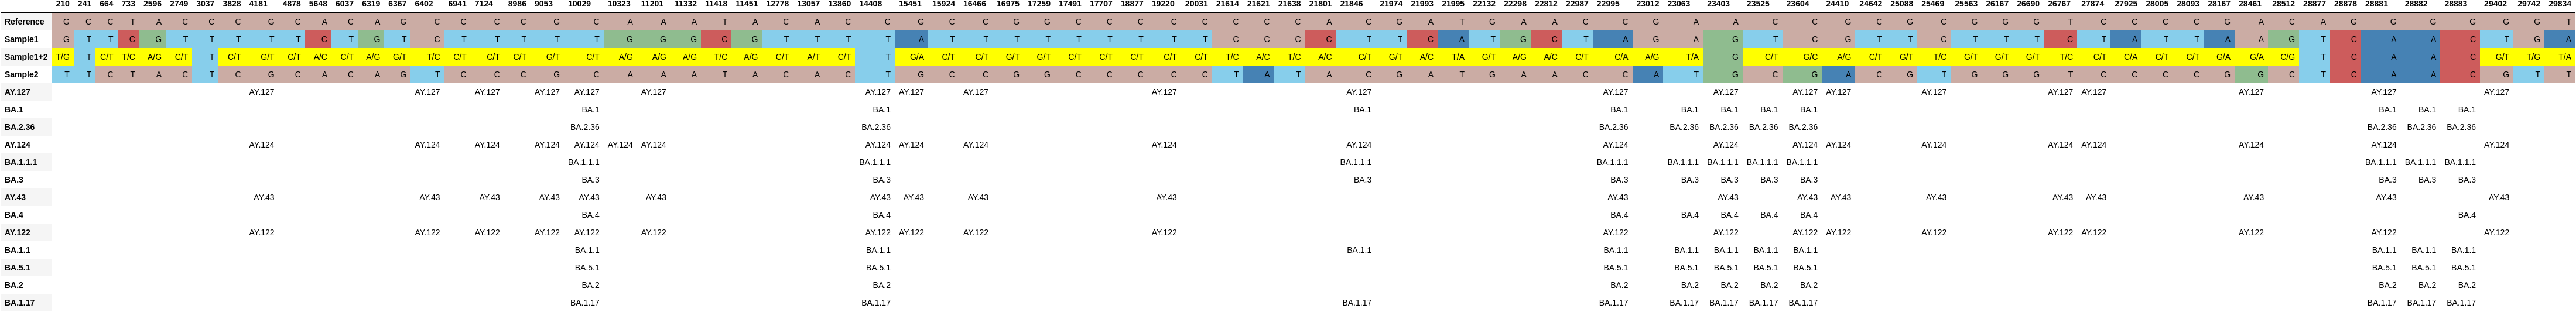 210 241 664 733 2596 2749 3037 3828 4181 4878 5648 6037 6319 6367 6402 6941 7124 8986 9053 10029 10323 11201 11332 11418 11451 12778 13057 13860 14408 15451 15924 16466 16975 17259 17491 17707 18877 19220 20031 21614 21621 21638 21801 21846 21974 21993 21995 22132 22298 22812 22987 22995 23012 23063 23403 23525 23604 24410 24642 25088 25469 25563 26167 26690 26767 27874 27925 28005 28093 28167 28461 28512 28877 28878 28881 28882 28883 29402 29742 29834
Reference G C C T A C C C G C A C A G C C C C G C A A A T A C A C C G C C G G C C C C C C C C A C G A T G A A C C G A A C C G C G C G G G T C C C C G A C A G G G G G G T
Sample1 G T T C G T T T T T C T G T C T T T T T G G G C G T T T T A T T T T T T T T T C C C C T T C A T G C T A G A G T C G T T C T T T C T A T T A A G T C A A C T G A
Sample1+2 T/G T C/T T/C A/G C/T T C/T G/T C/T A/C C/T A/G G/T T/C C/T C/T C/T G/T C/T A/G A/G A/G T/C A/G C/T A/T C/T T G/A C/T C/T G/T G/T C/T C/T C/T C/T C/T T/C A/C T/C A/C C/T G/T A/C T/A G/T A/G A/C C/T C/A A/G T/A G C/T G/C A/G C/T G/T T/C G/T G/T G/T T/C C/T C/A C/T C/T G/A G/A C/G T C A A C G/T T/G T/A
Sample2 T T C T A C T C G C A C A G T C C C G C A A A T A C A C T G C C G G C C C C C T A T A C G A T G A A C C A T G C G A C G T G G G T C C C C G G C T C A A C G T T
AY.127 AY.127 AY.127 AY.127 AY.127 AY.127 AY.127 AY.127 AY.127 AY.127 AY.127 AY.127 AY.127 AY.127 AY.127 AY.127 AY.127 AY.127 AY.127 AY.127 AY.127
BA.1 BA.1 BA.1 BA.1 BA.1 BA.1 BA.1 BA.1 BA.1 BA.1 BA.1 BA.1
BA.2.36 BA.2.36 BA.2.36 BA.2.36 BA.2.36 BA.2.36 BA.2.36 BA.2.36 BA.2.36 BA.2.36 BA.2.36
AY.124 AY.124 AY.124 AY.124 AY.124 AY.124 AY.124 AY.124 AY.124 AY.124 AY.124 AY.124 AY.124 AY.124 AY.124 AY.124 AY.124 AY.124 AY.124 AY.124 AY.124 AY.124
BA.1.1.1 BA.1.1.1 BA.1.1.1 BA.1.1.1 BA.1.1.1 BA.1.1.1 BA.1.1.1 BA.1.1.1 BA.1.1.1 BA.1.1.1 BA.1.1.1 BA.1.1.1
BA.3 BA.3 BA.3 BA.3 BA.3 BA.3 BA.3 BA.3 BA.3 BA.3 BA.3 BA.3
AY.43 AY.43 AY.43 AY.43 AY.43 AY.43 AY.43 AY.43 AY.43 AY.43 AY.43 AY.43 AY.43 AY.43 AY.43 AY.43 AY.43 AY.43 AY.43 AY.43 AY.43
BA.4 BA.4 BA.4 BA.4 BA.4 BA.4 BA.4 BA.4 BA.4
AY.122 AY.122 AY.122 AY.122 AY.122 AY.122 AY.122 AY.122 AY.122 AY.122 AY.122 AY.122 AY.122 AY.122 AY.122 AY.122 AY.122 AY.122 AY.122 AY.122 AY.122
BA.1.1 BA.1.1 BA.1.1 BA.1.1 BA.1.1 BA.1.1 BA.1.1 BA.1.1 BA.1.1 BA.1.1 BA.1.1 BA.1.1
BA.5.1 BA.5.1 BA.5.1 BA.5.1 BA.5.1 BA.5.1 BA.5.1 BA.5.1 BA.5.1 BA.5.1 BA.5.1
BA.2 BA.2 BA.2 BA.2 BA.2 BA.2 BA.2 BA.2 BA.2 BA.2 BA.2
BA.1.17 BA.1.17 BA.1.17 BA.1.17 BA.1.17 BA.1.17 BA.1.17 BA.1.17 BA.1.17 BA.1.17 BA.1.17 BA.1.17